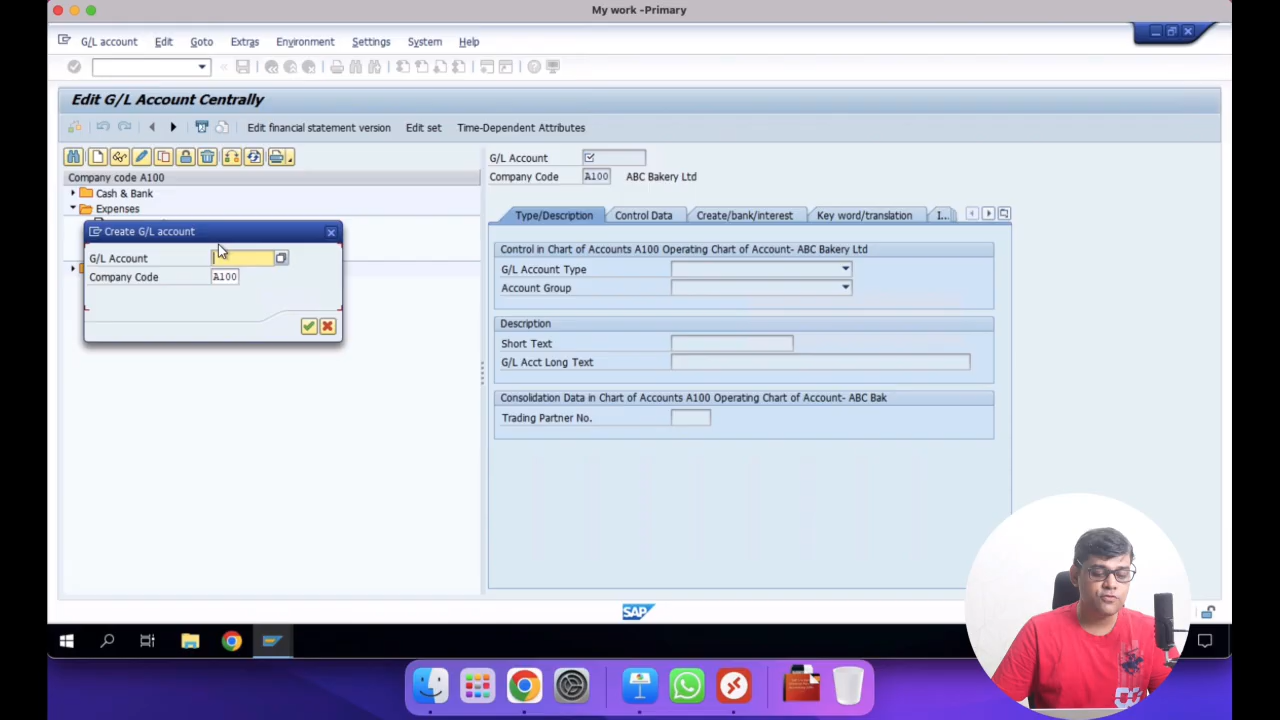 My work -Primary
G/L account Edit Goto Extras Environment Settings System Help
Edit G/L Account Centrally
Edit financial statement version Edit set Time-Dependent Attributes
Company code A100
Cash & Bank
Expenses
Create G/L account
G/L Account
Company Code A100
G/L Account
Company Code A100 ABC Bakery Ltd
Type/Description Control Data Create/bank/interest Key word/translation I...
Control in Chart of Accounts A100 Operating Chart of Account- ABC Bakery Ltd
G/L Account Type
Account Group
Description
Short Text
G/L Acct Long Text
Consolidation Data in Chart of Accounts A100 Operating Chart of Account- ABC Bak
Trading Partner No.
SAP